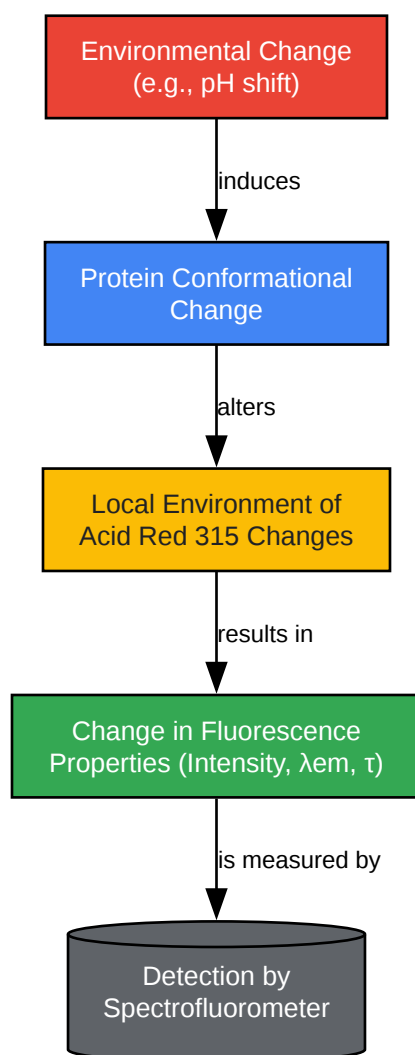 Environmental Change
(e.g., pH shift)
induces
Protein Conformational
Change
alters
Local Environment of
Acid Red 315 Changes
results in
Change in Fluorescence
Properties (Intensity, λem, τ)
is measured by
Detection by
Spectrofluorometer